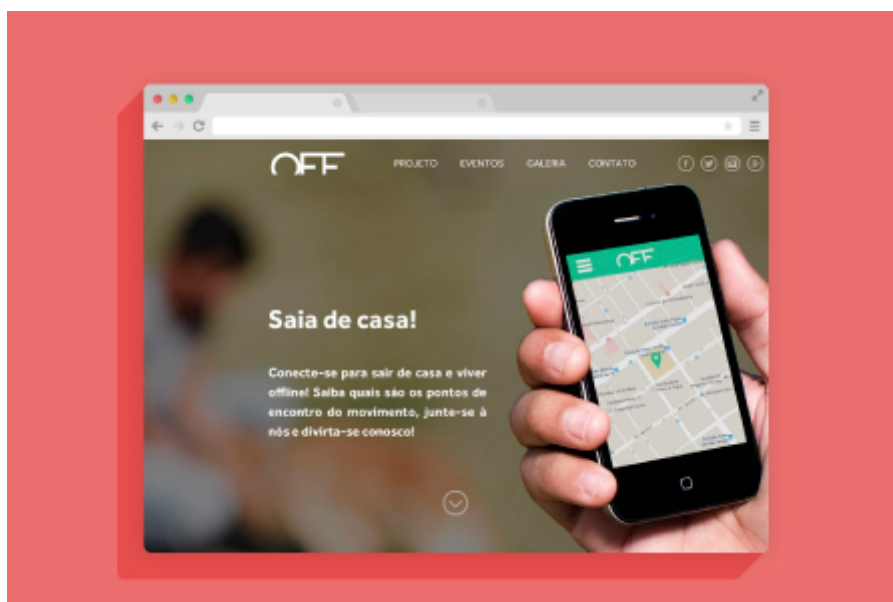 OFF PROJETO EVENTOS GALERIA CONTATO
OFF
Saia de casa!
Conecte-se para sair de casa e viver
offline! Saiba quais são os pontos de
encontro do movimento, junte-se à
nós e divirta-se conosco!